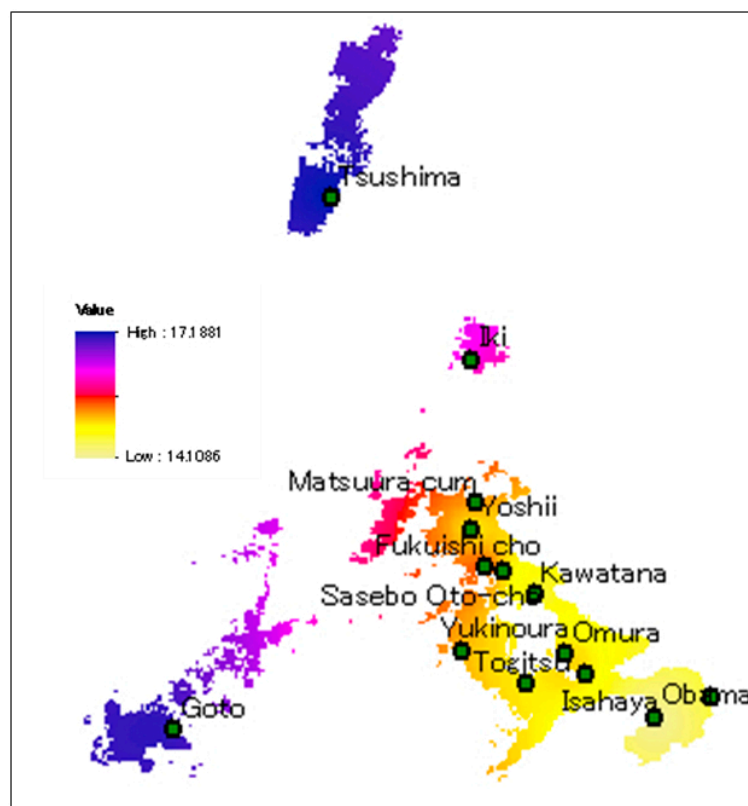 Tsushima
Iki
Value
High : 17.1881
Low : 14.1086
Matsuura cum
Yoshii
Fukuishi cho
Kawatana
Sasebo Oto-cho
Yukinoura
Omura
Togitsu
Isahaya
Obama
Goto